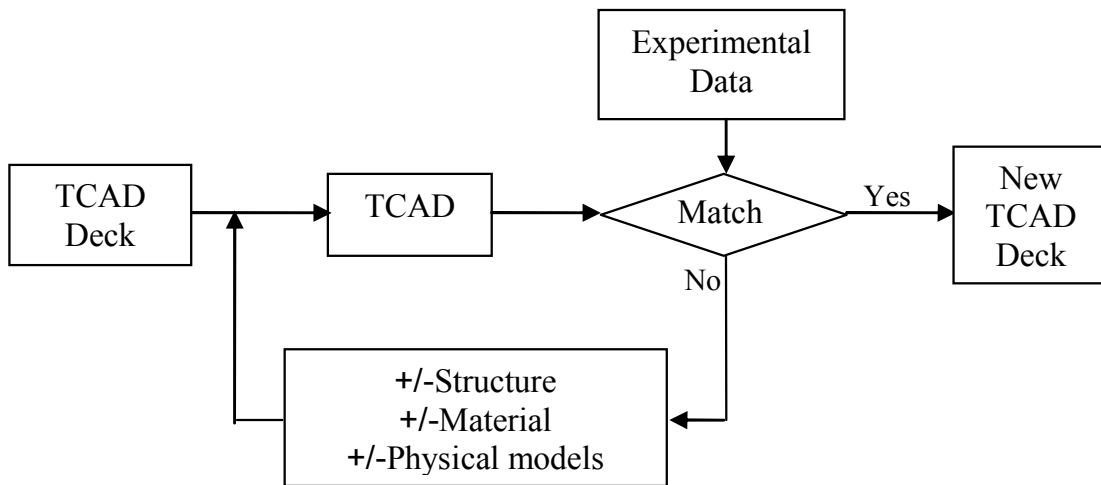 Experimental
Data
TCAD
Deck
TCAD
Match
Yes
New
TCAD
Deck
No
+/-Structure
+/-Material
+/-Physical models